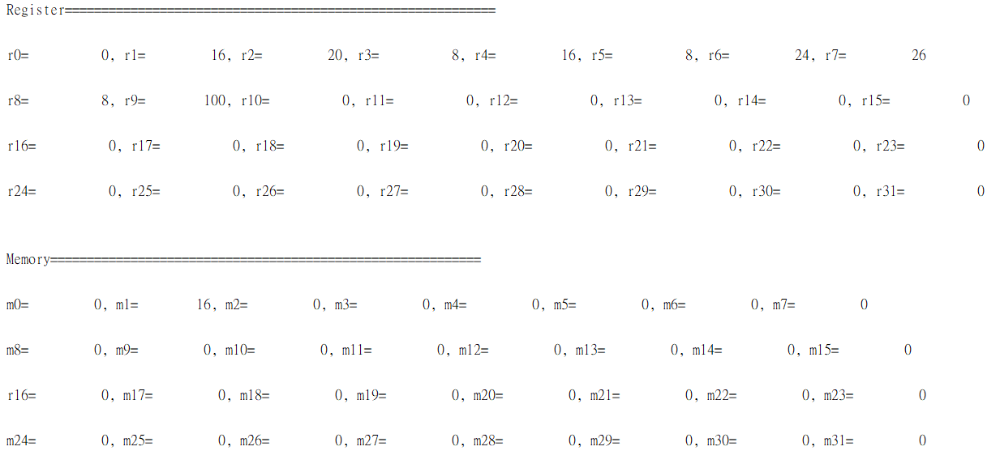 Register===========================================================
r0=          0, r1=         16, r2=         20, r3=          8, r4=         16, r5=          8, r6=         24, r7=         26
r8=          8, r9=        100, r10=          0, r11=          0, r12=          0, r13=          0, r14=          0, r15=          0
r16=          0, r17=          0, r18=          0, r19=          0, r20=          0, r21=          0, r22=          0, r23=          0
r24=          0, r25=          0, r26=          0, r27=          0, r28=          0, r29=          0, r30=          0, r31=          0
Memory===========================================================
m0=         0, m1=        16, m2=         0, m3=         0, m4=         0, m5=         0, m6=         0, m7=         0
m8=         0, m9=         0, m10=         0, m11=         0, m12=         0, m13=         0, m14=         0, m15=         0
r16=         0, m17=         0, m18=         0, m19=         0, m20=         0, m21=         0, m22=         0, m23=         0
m24=         0, m25=         0, m26=         0, m27=         0, m28=         0, m29=         0, m30=         0, m31=         0